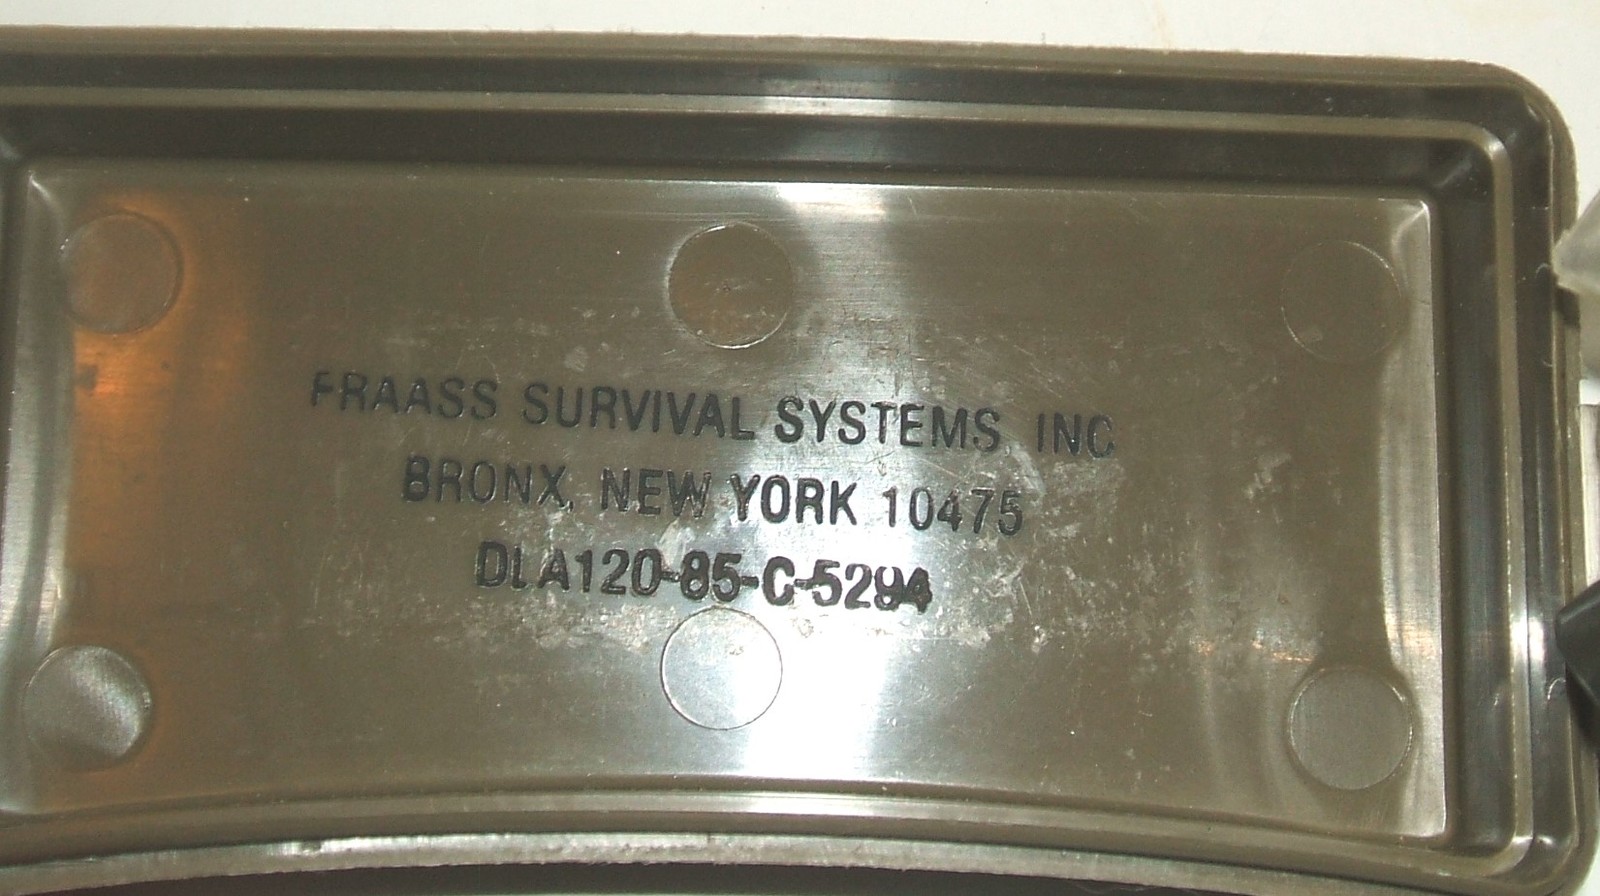 FRAASS SURVIVAL SYSTEMS, INC
BRONX, NEW YORK 10475
DLA120-85-C-5294